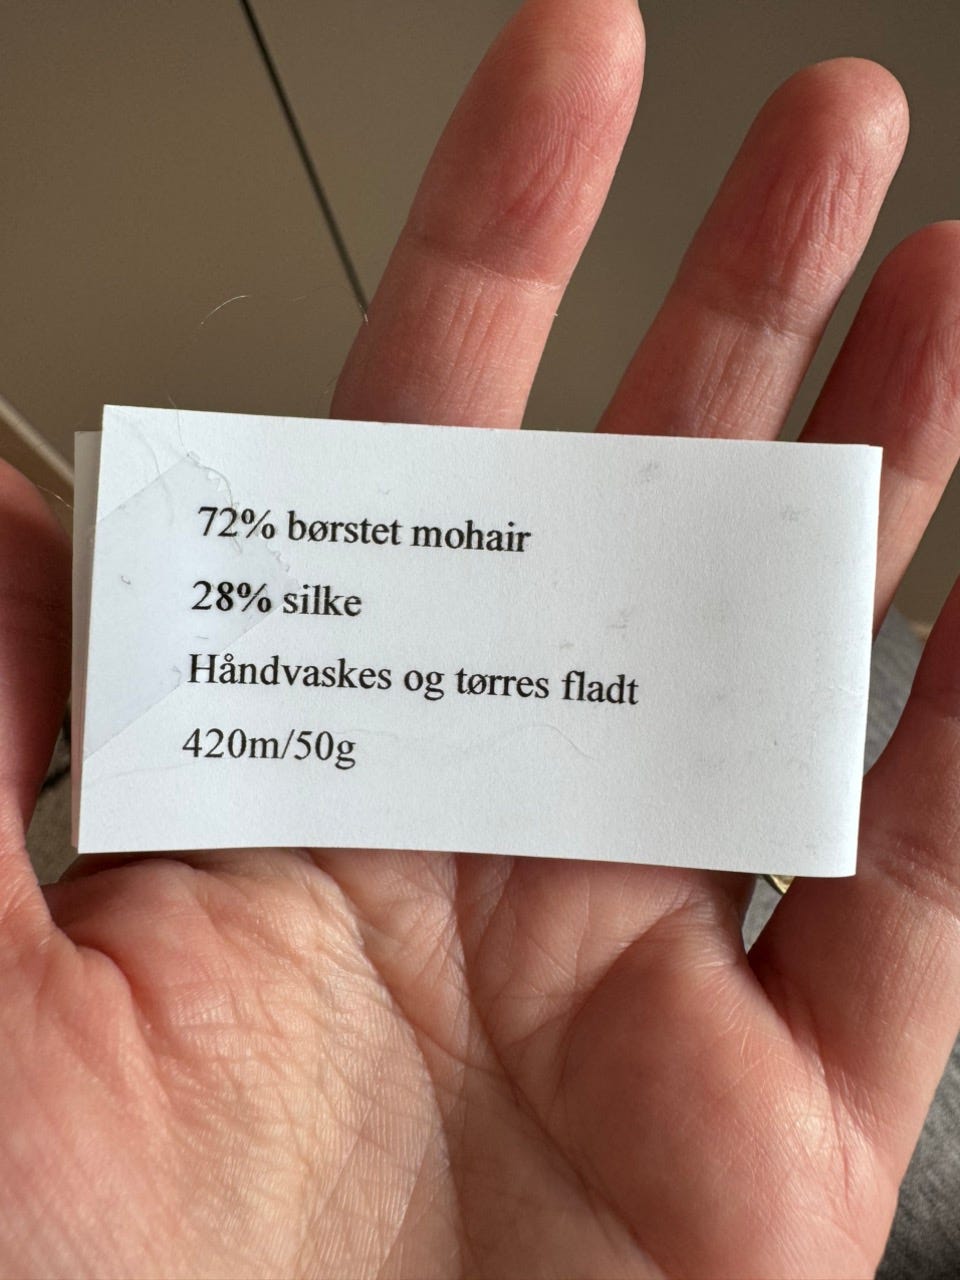 72% børstet mohair
28% silke
Håndvaskes og tørres fladt
420m/50g